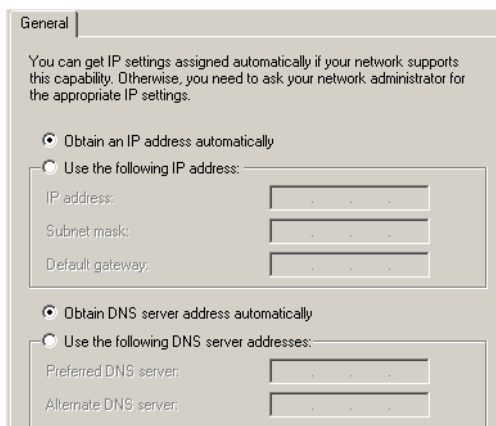 General
You can get IP settings assigned automatically if your network supports
this capability. Otherwise, you need to ask your network administrator for
the appropriate IP settings.
Obtain an IP address automatically
Use the following IP address:
IP address:
Subnet mask:
Default gateway:
Obtain DNS server address automatically
Use the following DNS server addresses:
Preferred DNS server:
Alternate DNS server: